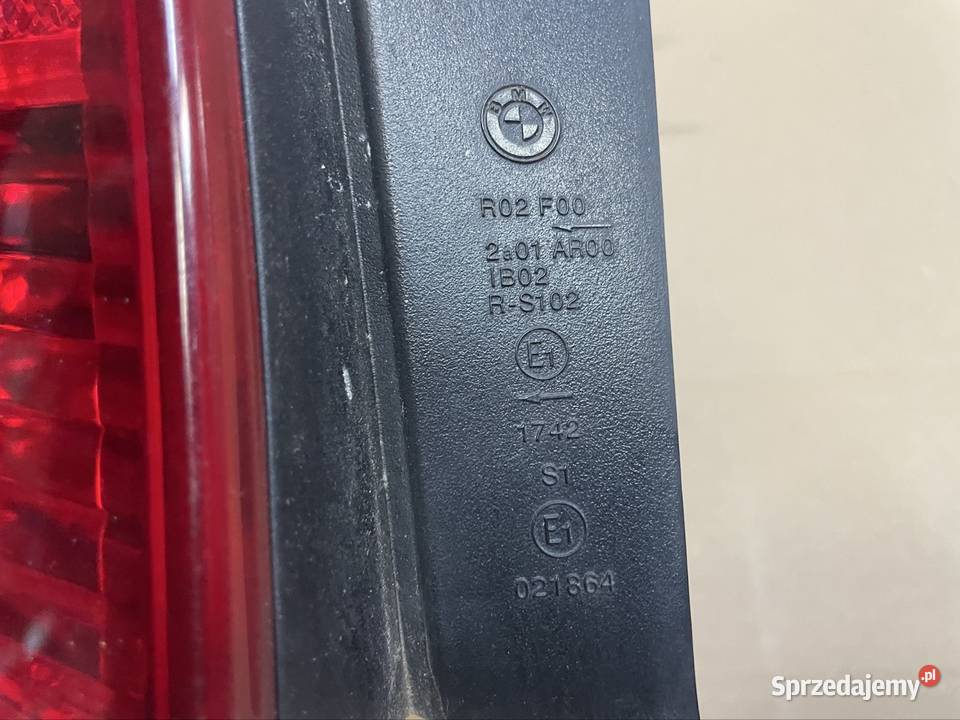 BMW
R02 F00
2a01 AR00
IB02
R-S102
E1
1742
S1
E1
021864
Sprzedajemy.pl